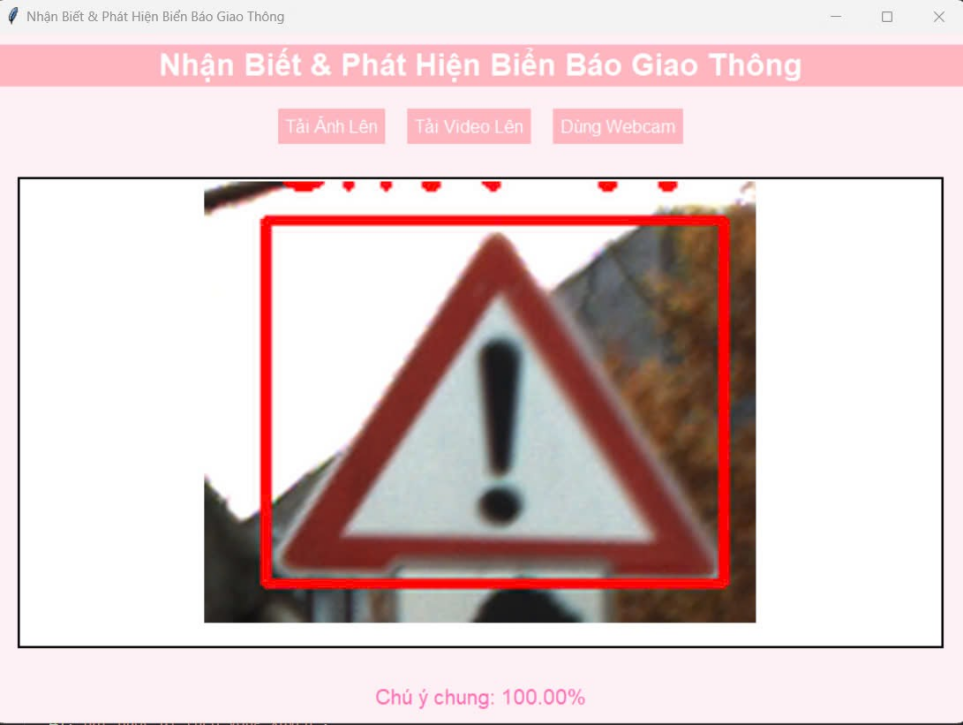 Nhận Biết & Phát Hiện Biển Báo Giao Thông
Nhận Biết & Phát Hiện Biển Báo Giao Thông
Tải Ảnh Lên
Tải Video Lên
Dùng Webcam
Chú ý chung: 100.00%